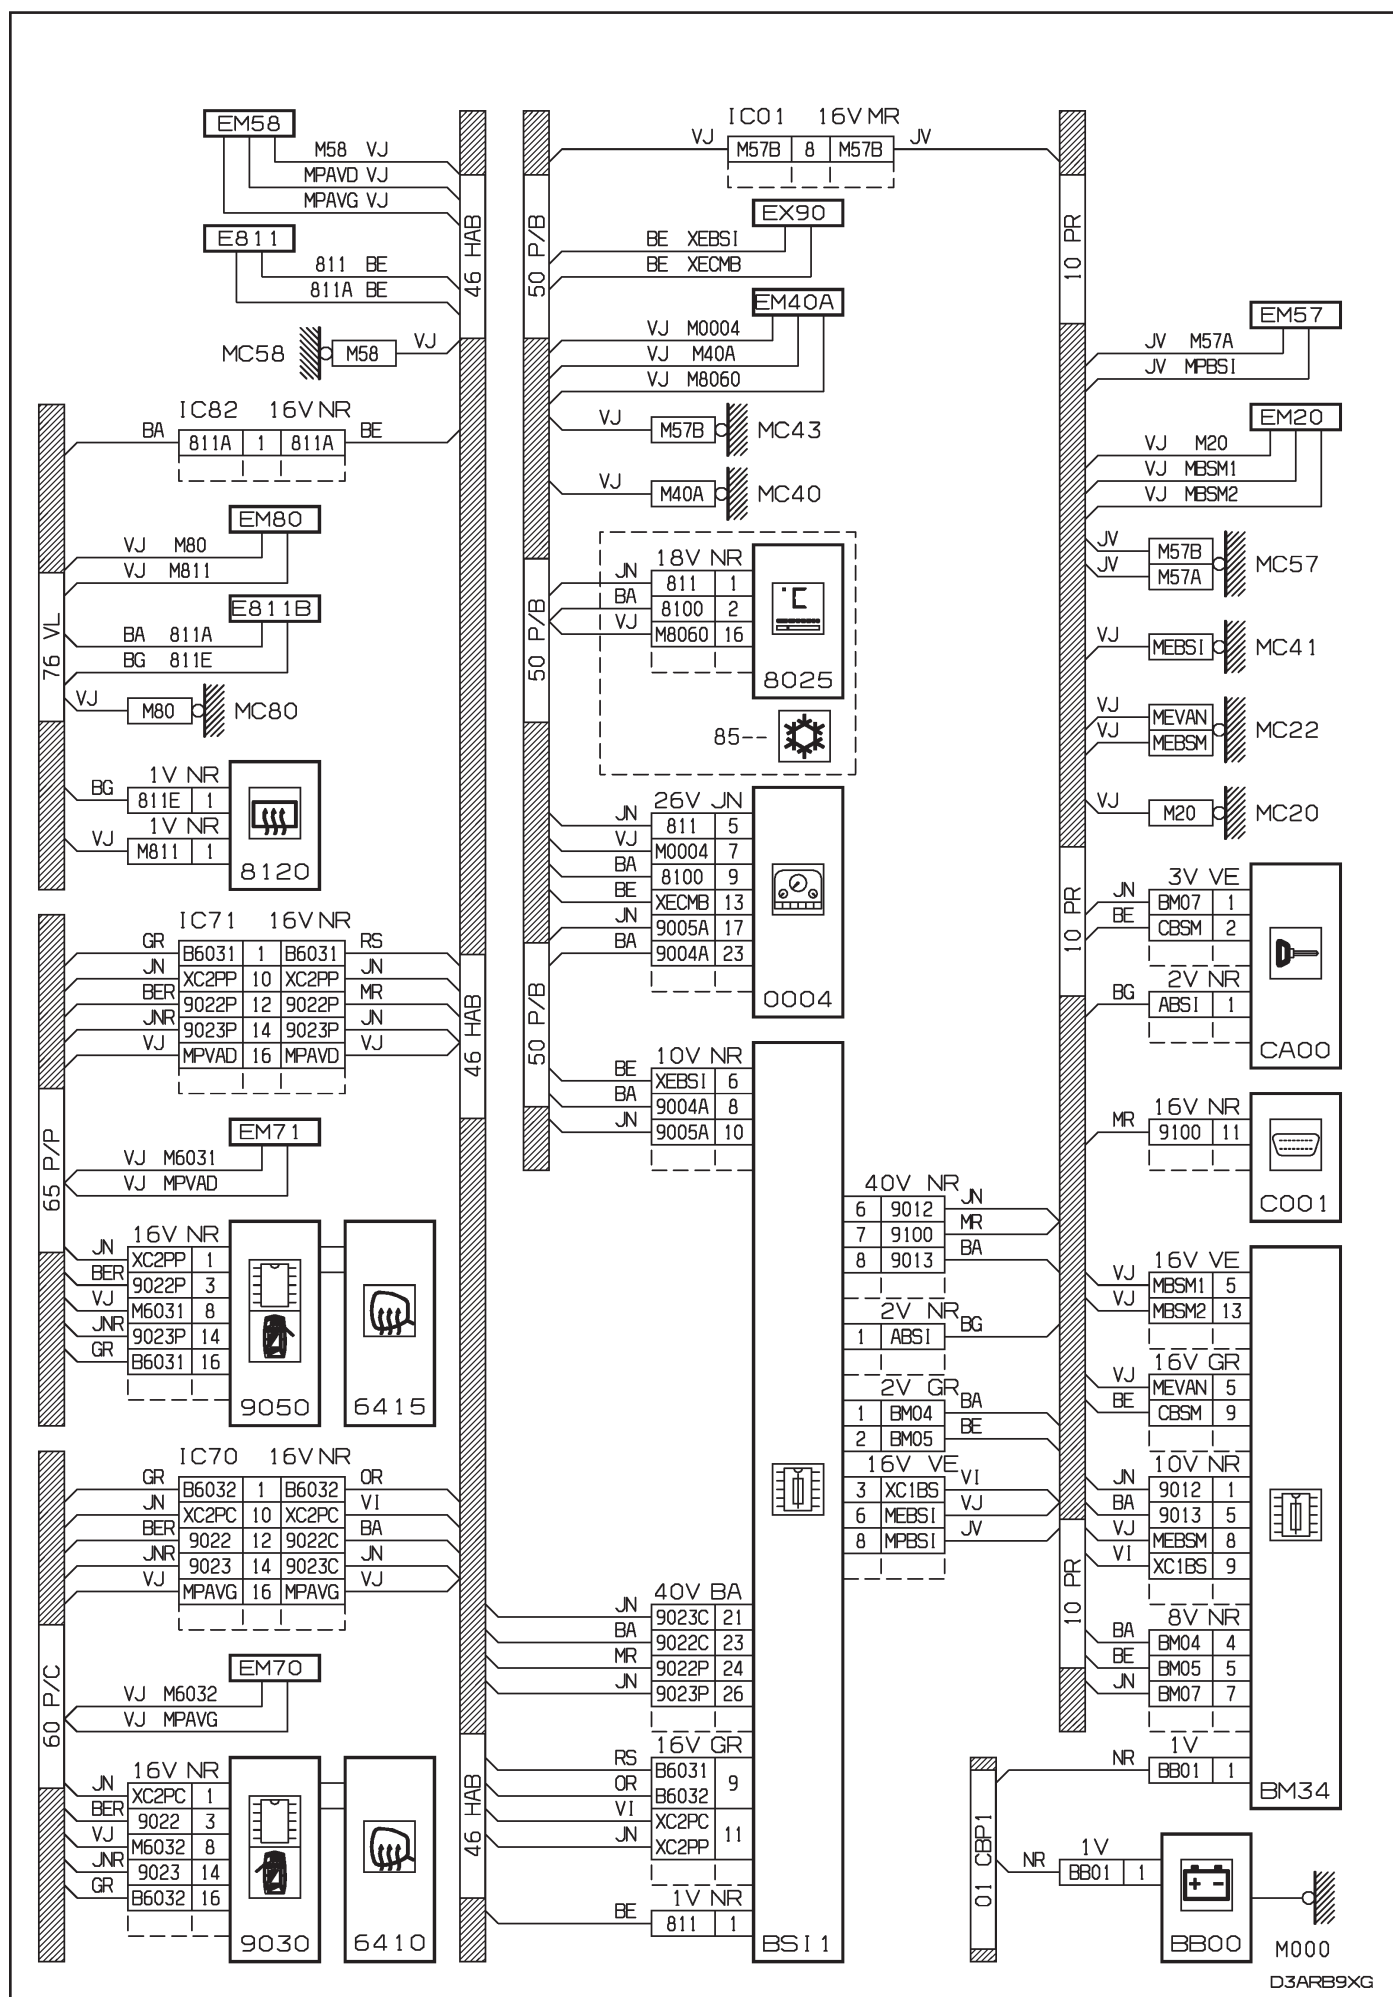 EM58
M58 VJ
MPAVD VJ
MPAVG VJ
E811
811 BE
811A BE
46 HAB
MC58 M58 VJ
IC82 16V NR
BA 811A 1 811A BE
EM80
VJ M80
VJ M811
76 VL
E811B
BA 811A
BG 811E
VJ M80 MC80
1V NR
BG 811E 1
1V NR
VJ M811 1
8120
IC71 16V NR
GR B6031 1 B6031 RS
JN XC2PP 10 XC2PP JN
BER 9022P 12 9022P MR
JNR 9023P 14 9023P JN
VJ MPVAD 16 MPAVD VJ
46 HAB
65 P/P
EM71
VJ M6031
VJ MPVAD
16V NR
JN XC2PP 1
BER 9022P 3
VJ M6031 8
JNR 9023P 14
GR B6031 16
9050
6415
IC70 16V NR
GR B6032 1 B6032 OR
JN XC2PC 10 XC2PC VI
BER 9022 12 9022C BA
JNR 9023 14 9023C JN
VJ MPAVG 16 MPAVG VJ
60 P/C
EM70
VJ M6032
VJ MPAVG
16V NR
JN XC2PC 1
BER 9022 3
VJ M6032 8
JNR 9023 14
GR B6032 16
9030
6410
46 HAB
IC01 16V MR
VJ M57B 8 M57B JV
50 P/B
EX90
BE XEBSI
BE XECMB
EM40A
VJ M0004
VJ M40A
VJ M8060
VJ M57B MC43
VJ M40A MC40
50 P/B
18V NR
JN 811 1
BA 8100 2
VJ M8060 16
°C
8025
85--
26V JN
JN 811 5
VJ M0004 7
BA 8100 9
BE XECMB 13
JN 9005A 17
BA 9004A 23
0004
50 P/B
10V NR
BE XEBSI 6
BA 9004A 8
JN 9005A 10
40V NR
6 9012 JN
7 9100 MR
8 9013 BA
2V NR
1 ABSI BG
2V GR
1 BM04 BA
2 BM05 BE
16V VE
3 XC1BS VI
6 MEBSI VJ
8 MPBSI JV
40V BA
JN 9023C 21
BA 9022C 23
MR 9022P 24
JN 9023P 26
16V GR
RS B6031
9
OR B6032
VI XC2PC
11
JN XC2PP
1V NR
BE 811 1
BSI1
10 PR
EM57
JV M57A
JV MPBSI
EM20
VJ M20
VJ MBSM1
VJ MBSM2
JV M57B
JV M57A
MC57
VJ MEBSI MC41
VJ MEVAN
VJ MEBSM
MC22
VJ M20 MC20
10 PR
3V VE
JN BM07 1
BE CBSM 2
2V NR
BG ABSI 1
CA00
16V NR
MR 9100 11
C001
16V VE
VJ MBSM1 5
VJ MBSM2 13
16V GR
VJ MEVAN 5
BE CBSM 9
10V NR
JN 9012 1
BA 9013 5
VJ MEBSM 8
VI XC1BS 9
10 PR
8V NR
BA BM04 4
BE BM05 5
JN BM07 7
1V
NR BB01 1
BM34
01 CBP1
1V
NR BB01 1
+ -
BB00
M000
D3ARB9XG